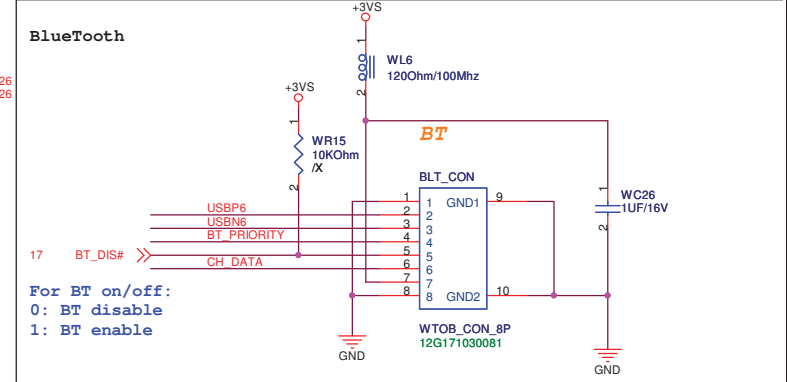 +3VS
BlueTooth
1
WL6
120Ohm/100Mhz
2
26
26
+3VS
1
BT
WR15
10KOhm
/X
2
BLT_CON
1
WC26
1UF/16V
2
USBP6
USBN6
BT_PRIORITY
17 BT_DIS#
CH_DATA
1 1 GND1 9
2 2
3 3
4 4
5 5
6 6
7 7
8 8 GND2 10
For BT on/off:
0: BT disable
1: BT enable
WTOB_CON_8P
12G171030081
GND
GND